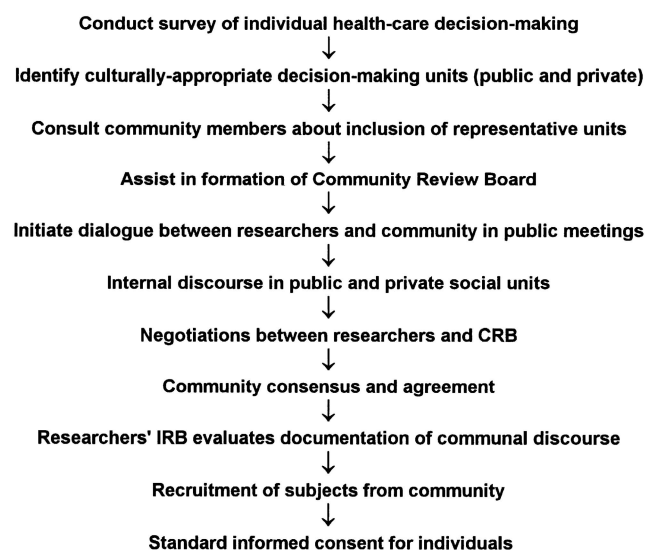 Conduct survey of individual health-care decision-making
↓
Identify culturally-appropriate decision-making units (public and private)
↓
Consult community members about inclusion of representative units
↓
Assist in formation of Community Review Board
↓
Initiate dialogue between researchers and community in public meetings
↓
Internal discourse in public and private social units
↓
Negotiations between researchers and CRB
↓
Community consensus and agreement
↓
Researchers' IRB evaluates documentation of communal discourse
↓
Recruitment of subjects from community
↓
Standard informed consent for individuals